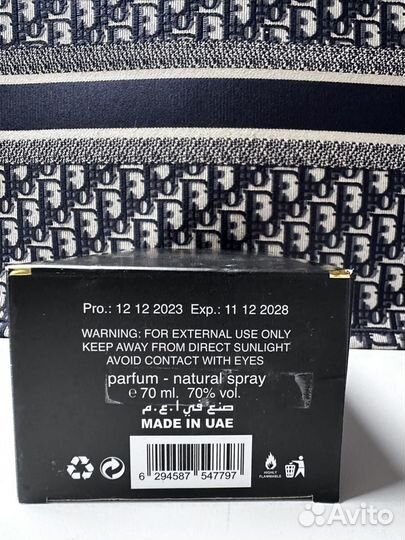 Pro.: 12 12 2023 Exp.: 11 12 2028
WARNING: FOR EXTERNAL USE ONLY
KEEP AWAY FROM DIRECT SUNLIGHT
AVOID CONTACT WITH EYES
parfum - natural spray
℮ 70 ml. 70% vol.
صنع في أ.ع.م
MADE IN UAE
6 294587 547797
HIGHLY
FLAMMABLE
Avito